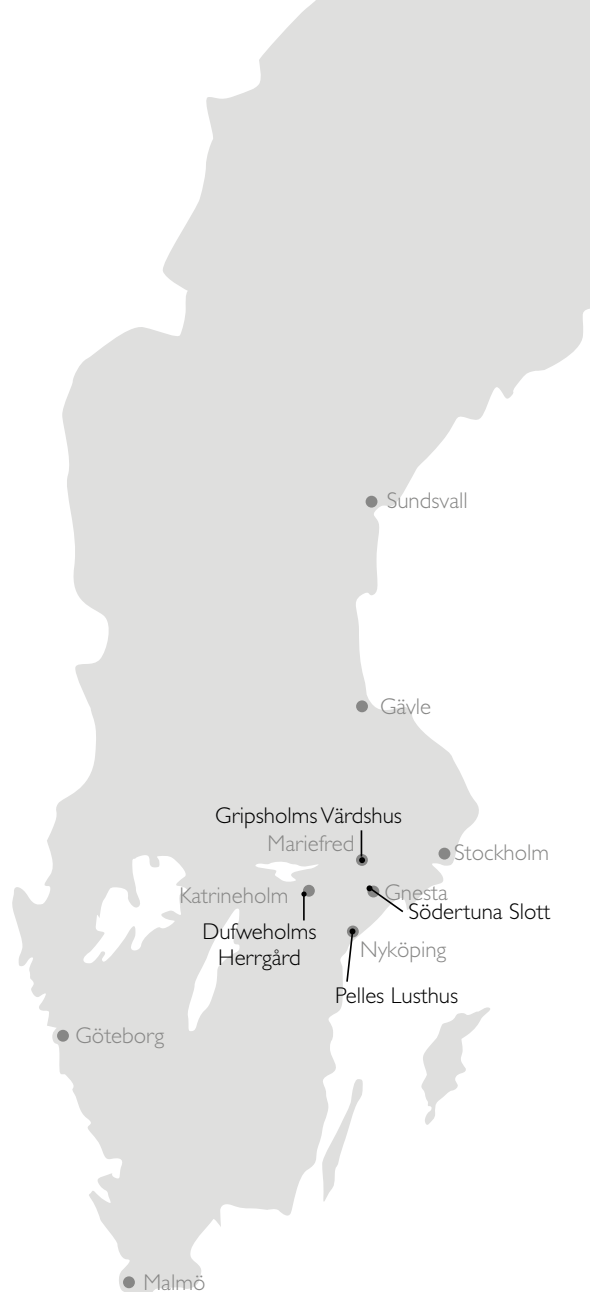 Sundsvall
Gävle
Gripsholms Värdshus
Mariefred
Stockholm
Katrineholm
Gnesta
Södertuna Slott
Dufweholms
Herrgård
Nyköping
Pelles Lusthus
Göteborg
Malmö